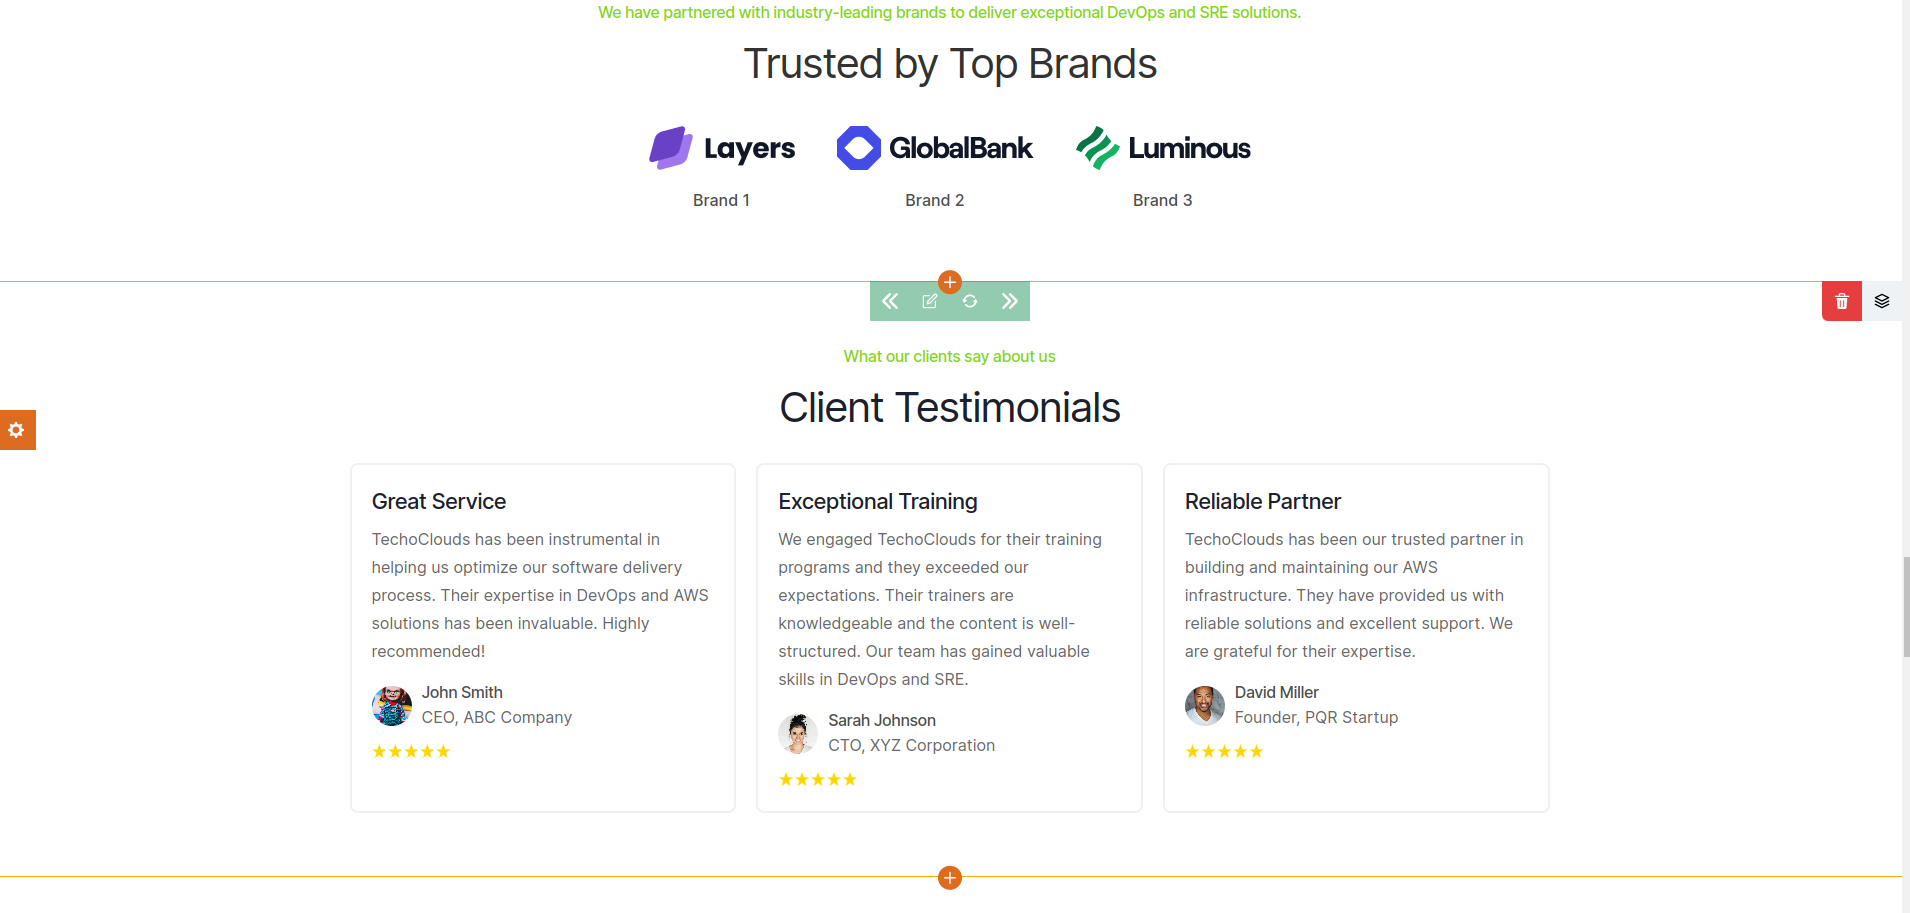 We have partnered with industry-leading brands to deliver exceptional DevOps and SRE solutions.
Trusted by Top Brands
Layers
GlobalBank
Luminous
Brand 1
Brand 2
Brand 3
What our clients say about us
Client Testimonials
Great Service
TechoClouds has been instrumental in
helping us optimize our software delivery
process. Their expertise in DevOps and AWS
solutions has been invaluable. Highly
recommended!
John Smith
CEO, ABC Company
Exceptional Training
We engaged TechoClouds for their training
programs and they exceeded our
expectations. Their trainers are
knowledgeable and the content is well-
structured. Our team has gained valuable
skills in DevOps and SRE.
Sarah Johnson
CTO, XYZ Corporation
Reliable Partner
TechoClouds has been our trusted partner in
building and maintaining our AWS
infrastructure. They have provided us with
reliable solutions and excellent support. We
are grateful for their expertise.
David Miller
Founder, PQR Startup